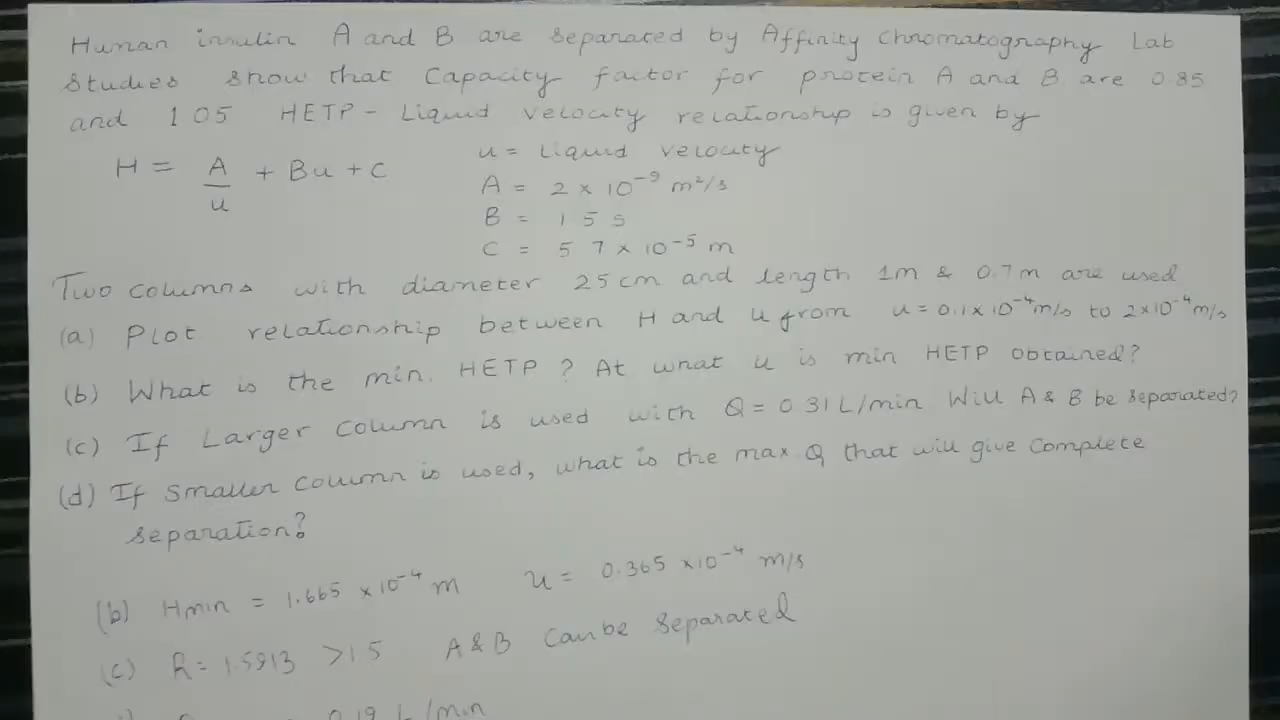 Human insulin A and B are separated by Affinity Chromatography Lab
studies show that Capacity factor for protein A and B are 0.85
and 1.05 HETP - Liquid velocity relationship is given by
H = A/u + Bu + C
u = Liquid velocity
A = 2 × 10⁻⁹ m²/s
B = 1.5 s
C = 5.7 × 10⁻⁵ m
Two columns with diameter 25 cm and length 1m & 0.7m are used
(a) Plot relationship between H and u from u = 0.1 × 10⁻⁴ m/s to 2×10⁻⁴ m/s
(b) What is the min. HETP ? At what u is min HETP obtained?
(c) If Larger column is used with Q = 0.31 L/min Will A & B be separated?
(d) If smaller column is used, what is the max Q that will give Complete
separation?
(b) Hmin = 1.665 × 10⁻⁴ m u = 0.365 × 10⁻⁴ m/s
(c) R = 1.5913 > 1.5 A & B Can be separated
0.19 L/min